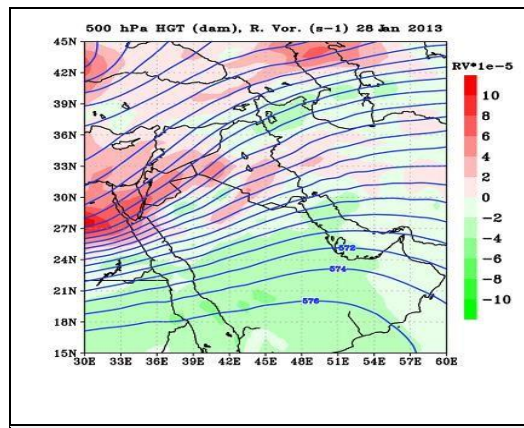 500 hPa HGT (dam), R. Vor. (s-1) 28 Jan 2013
RV*1e-5
45N
42N
39N
36N
33N
30N
27N
24N
21N
18N
15N
30E 33E 36E 39E 42E 45E 48E 51E 54E 57E 60E
572
574
576
10
8
6
4
2
0
-2
-4
-6
-8
-10